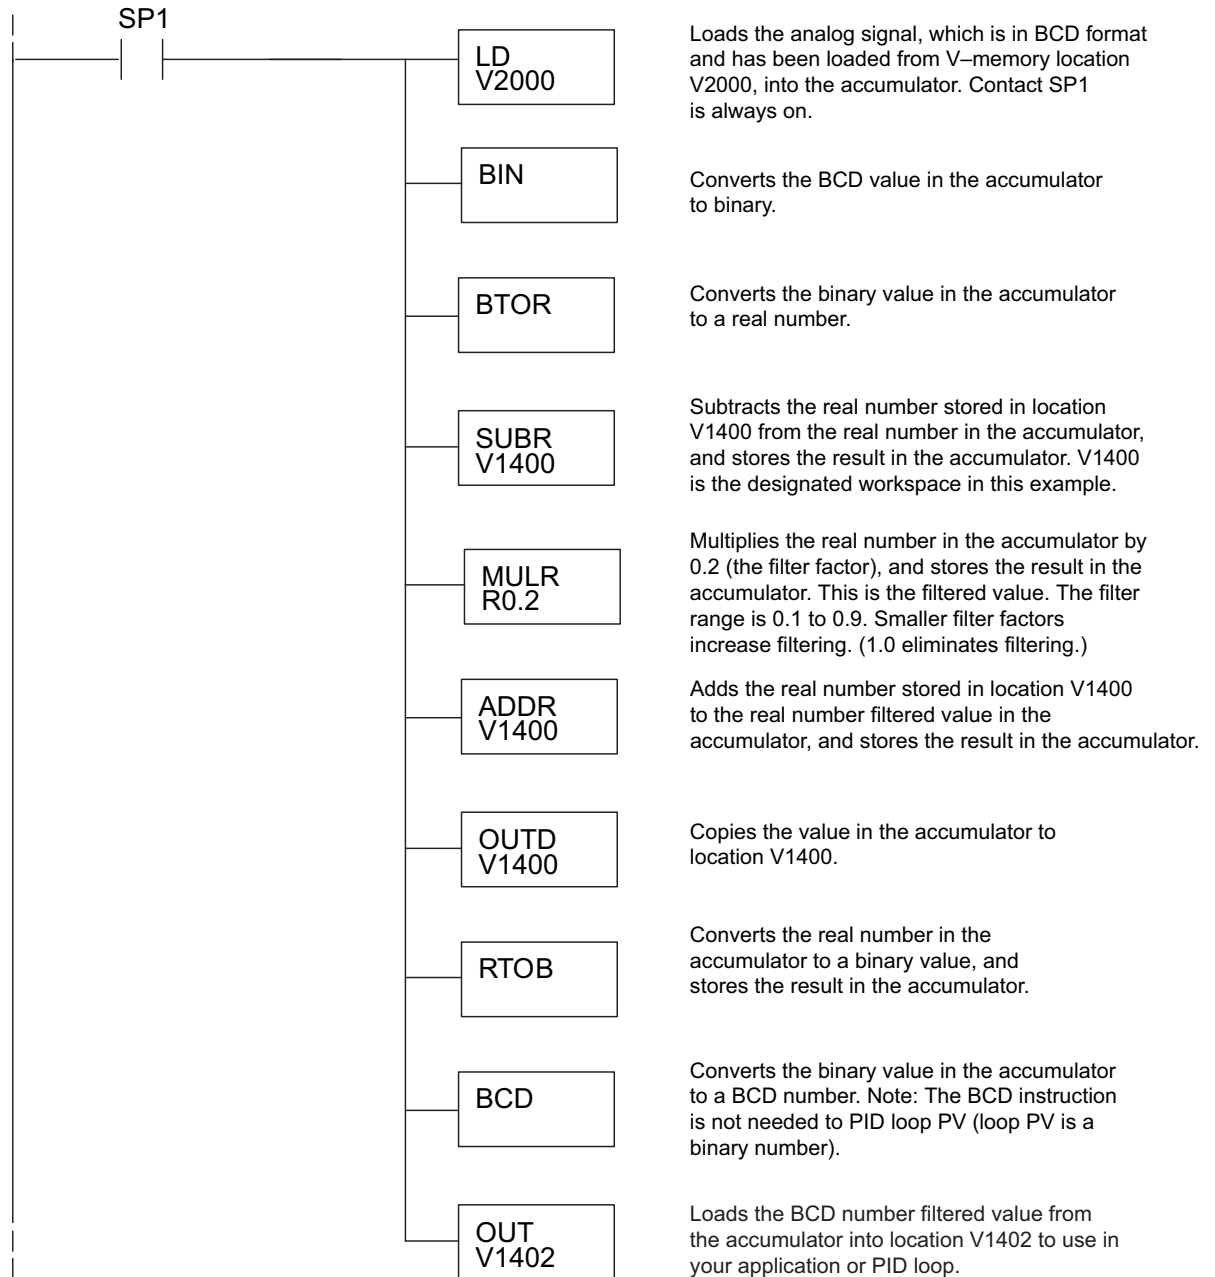 SP1
LD
V2000
Loads the analog signal, which is in BCD format
and has been loaded from V–memory location
V2000, into the accumulator. Contact SP1
is always on.
BIN
Converts the BCD value in the accumulator
to binary.
BTOR
Converts the binary value in the accumulator
to a real number.
SUBR
V1400
Subtracts the real number stored in location
V1400 from the real number in the accumulator,
and stores the result in the accumulator. V1400
is the designated workspace in this example.
MULR
R0.2
Multiplies the real number in the accumulator by
0.2 (the filter factor), and stores the result in the
accumulator. This is the filtered value. The filter
range is 0.1 to 0.9. Smaller filter factors
increase filtering. (1.0 eliminates filtering.)
ADDR
V1400
Adds the real number stored in location V1400
to the real number filtered value in the
accumulator, and stores the result in the accumulator.
OUTD
V1400
Copies the value in the accumulator to
location V1400.
RTOB
Converts the real number in the
accumulator to a binary value, and
stores the result in the accumulator.
BCD
Converts the binary value in the accumulator
to a BCD number. Note: The BCD instruction
is not needed to PID loop PV (loop PV is a
binary number).
OUT
V1402
Loads the BCD number filtered value from
the accumulator into location V1402 to use in
your application or PID loop.